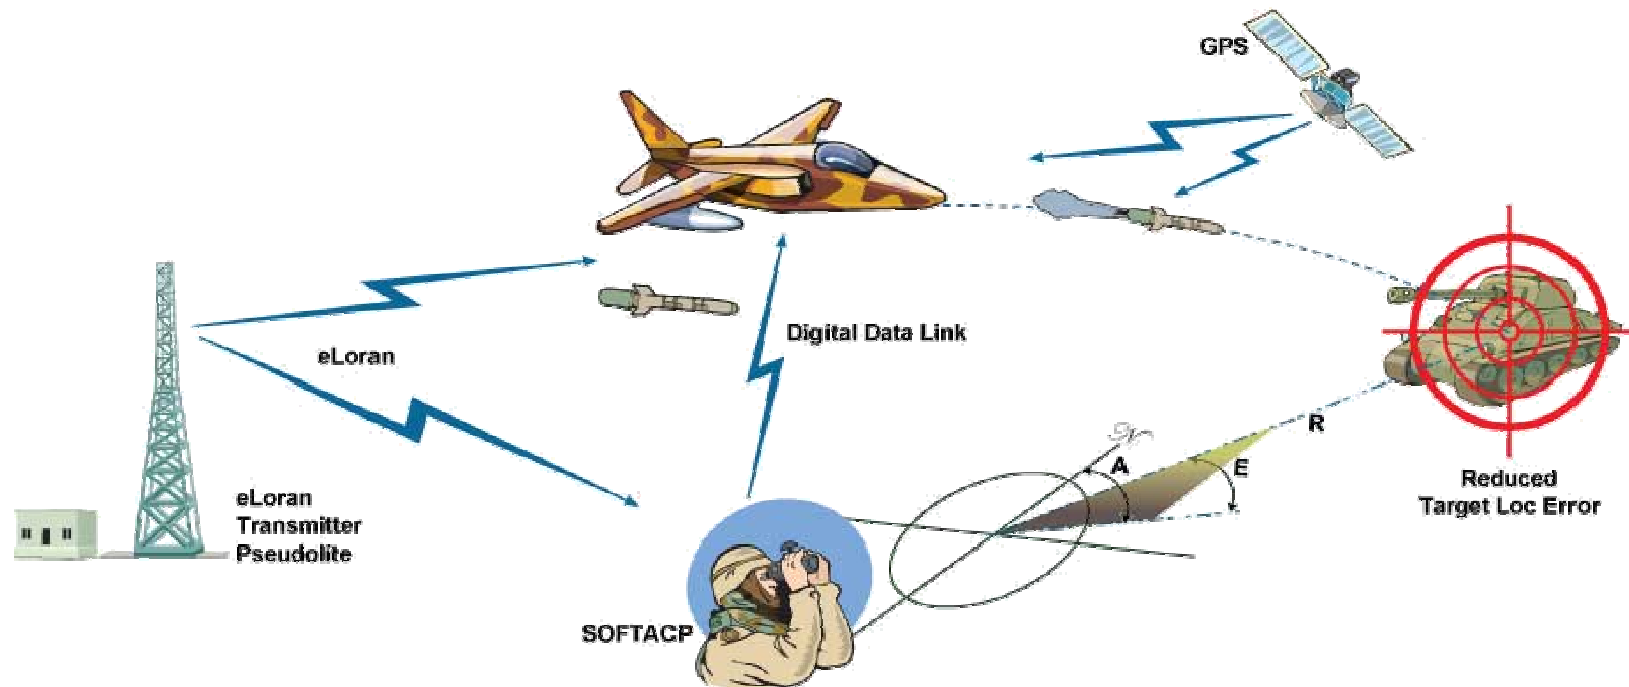 GPS
Digital Data Link
eLoran
eLoran
Transmitter
Pseudolite
N
A
E
R
Reduced
Target Loc Error
SOFTACP